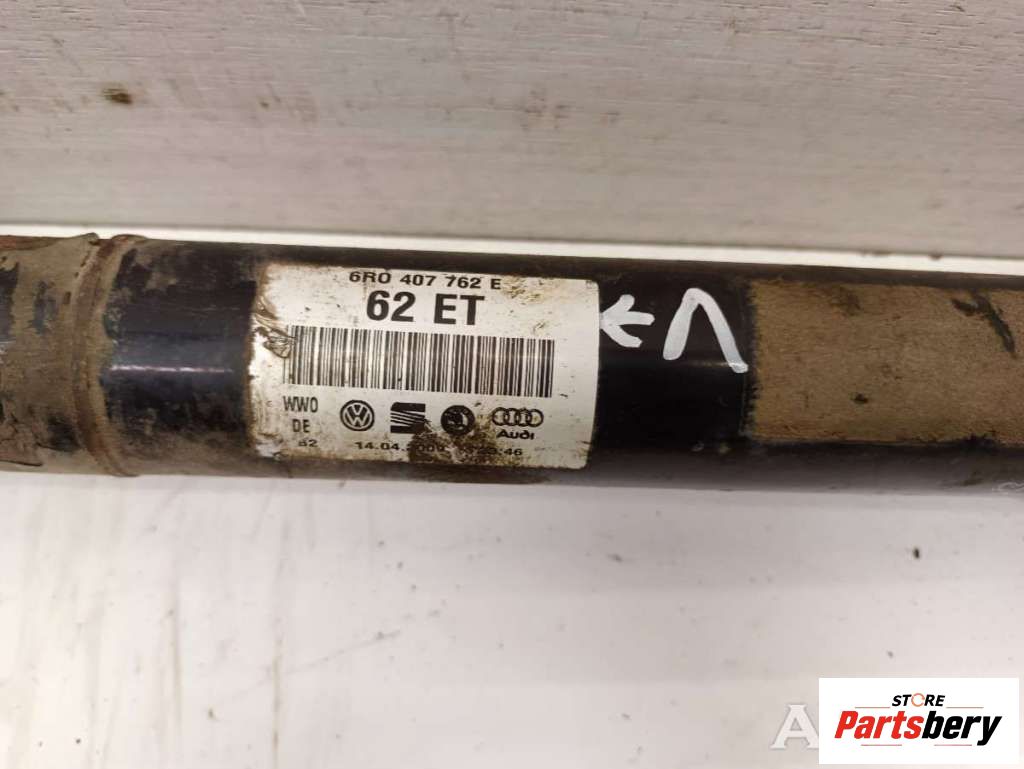 6R0 407 762 E
62 ET
WWO
DE
Audi
STORE
Partsbery